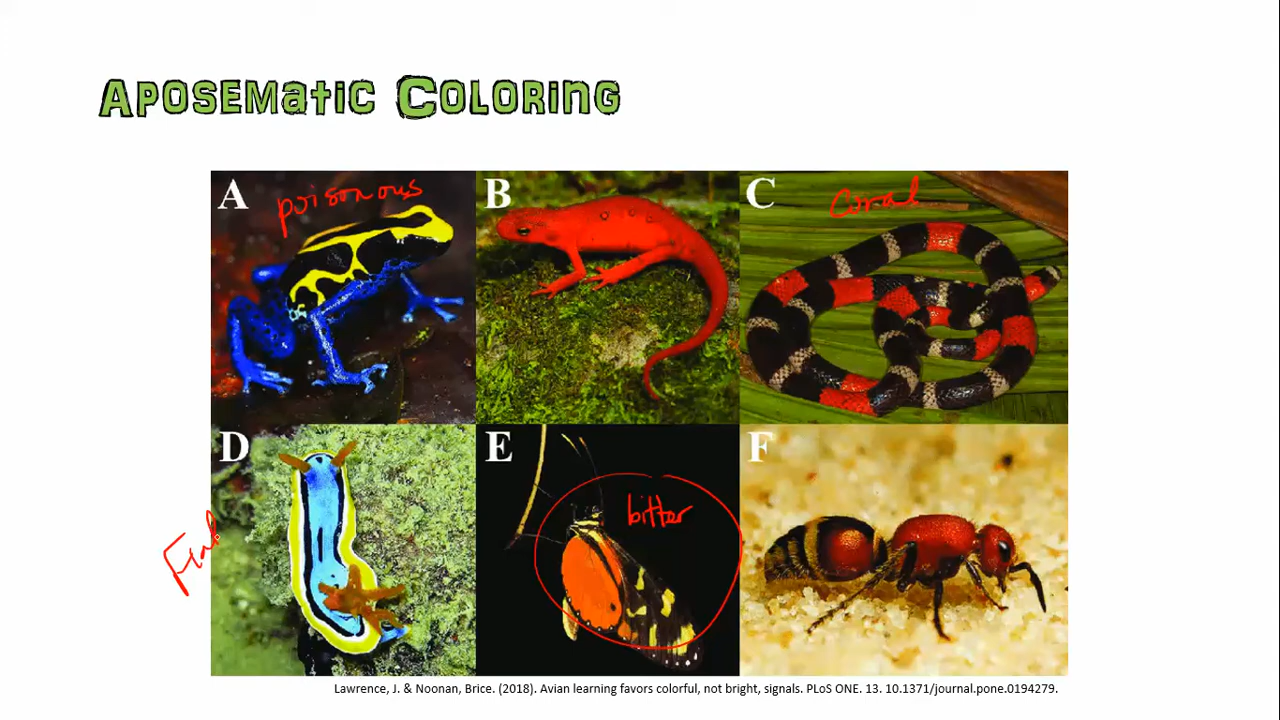 Aposematic Coloring
A
poisonous
B
C
coral
D
E
bitter
F
Lawrence, J. & Noonan, Brice. (2018). Avian learning favors colorful, not bright, signals. PLoS ONE. 13. 10.1371/journal.pone.0194279.